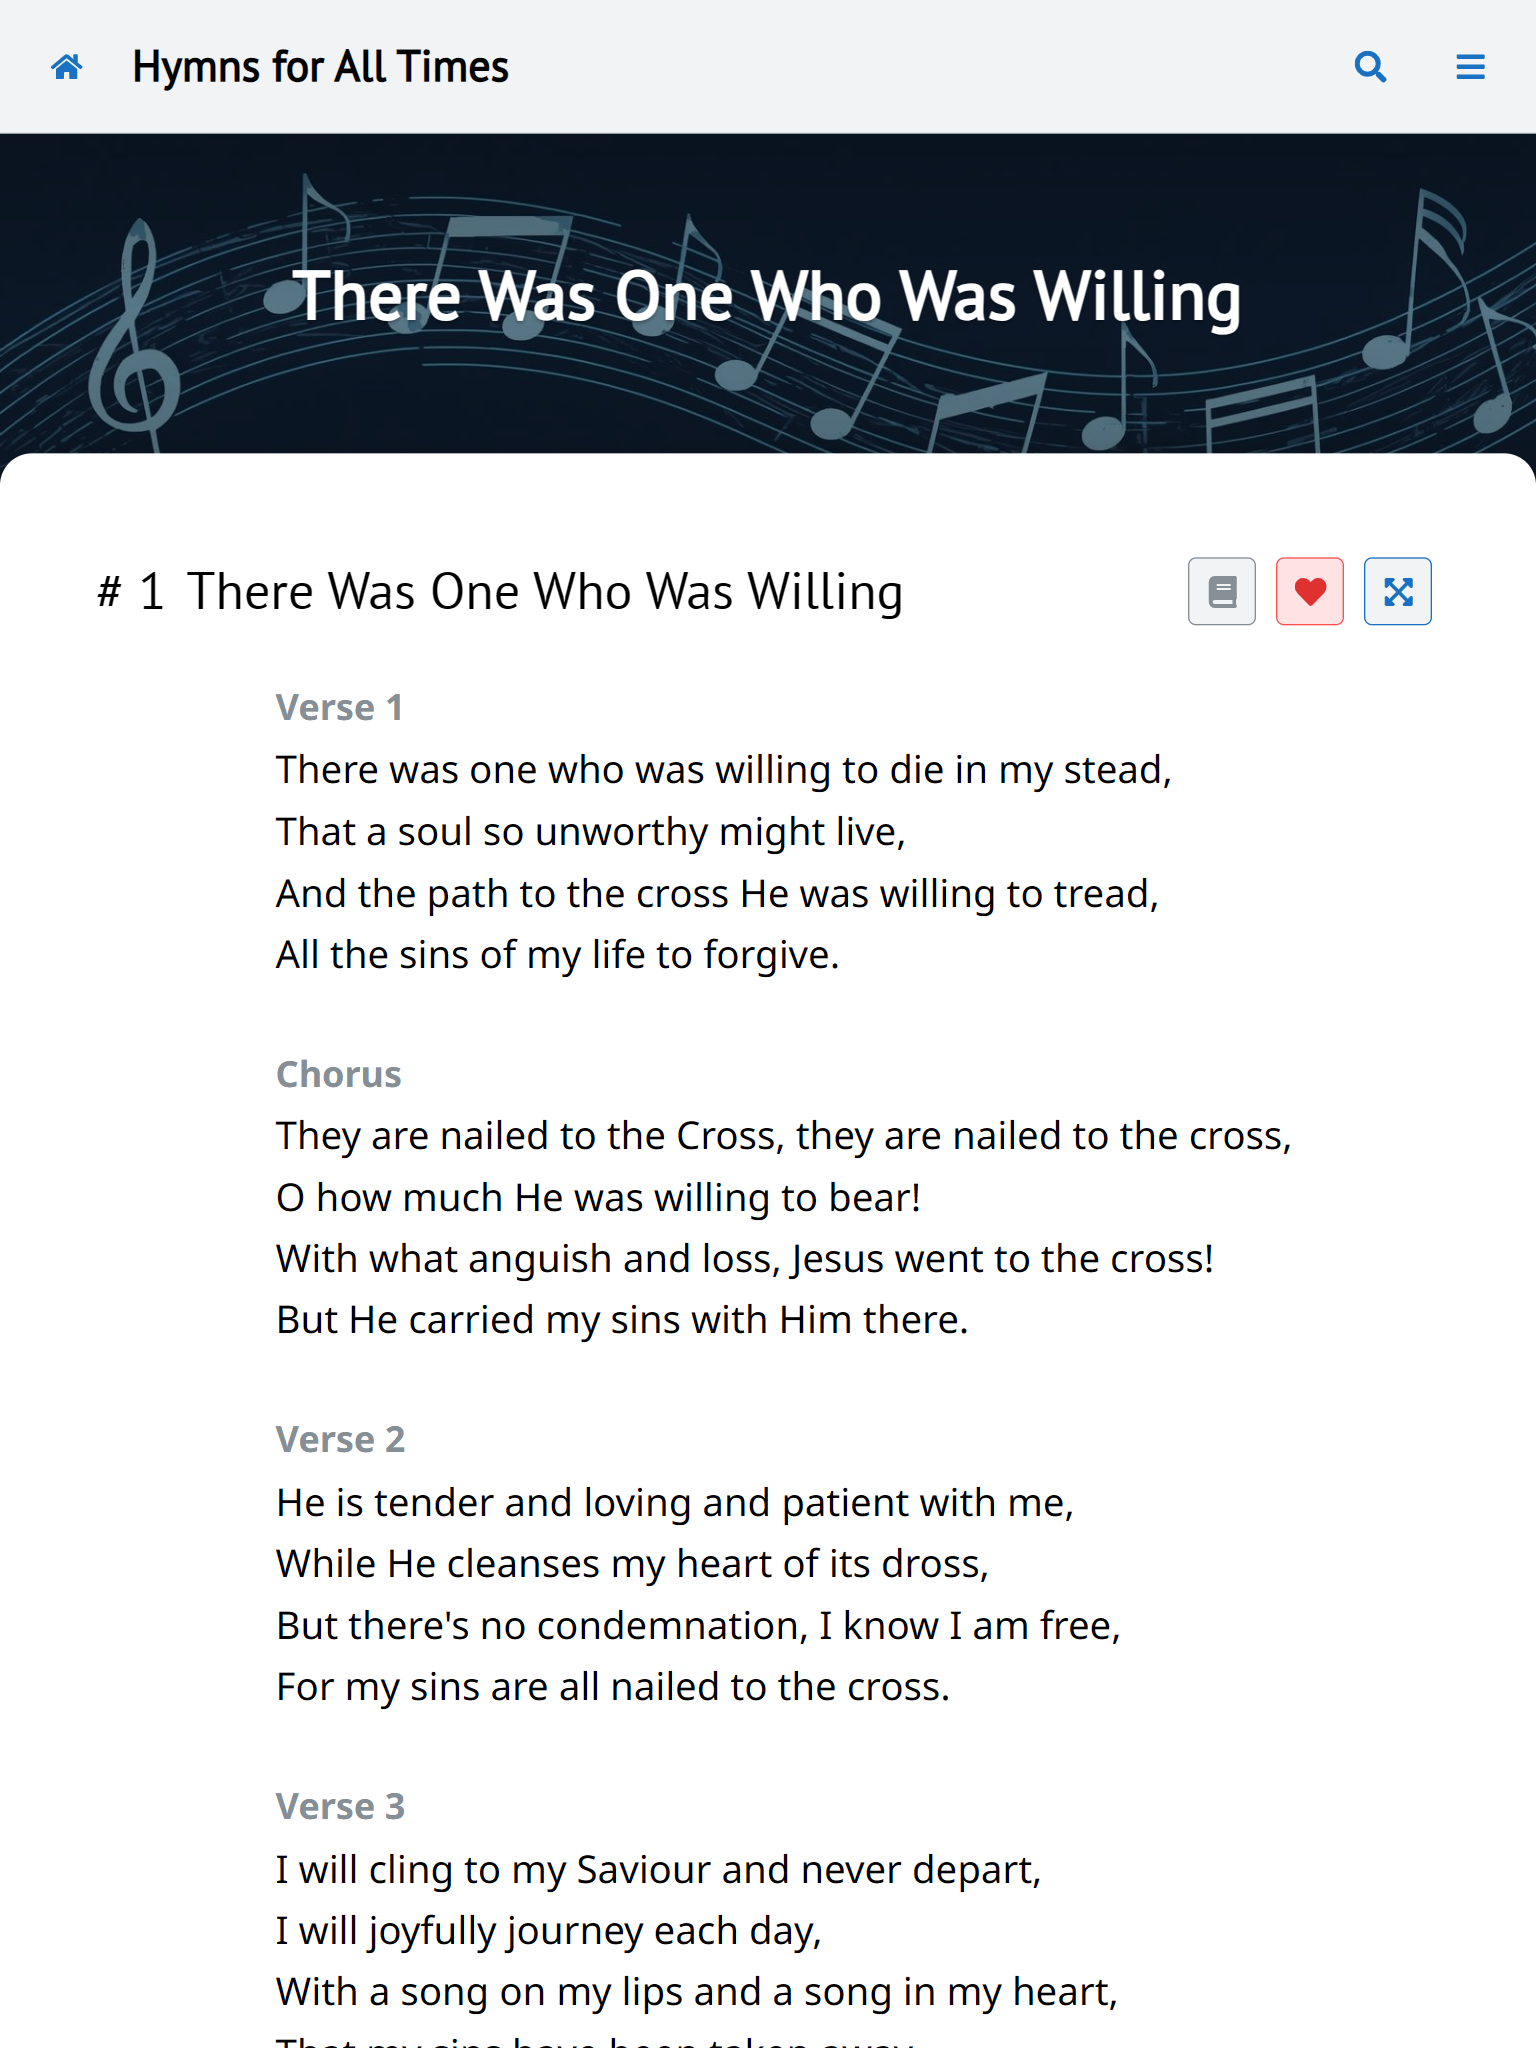 Hymns for All Times
There Was One Who Was Willing
# 1 There Was One Who Was Willing
Verse 1
There was one who was willing to die in my stead,
That a soul so unworthy might live,
And the path to the cross He was willing to tread,
All the sins of my life to forgive.
Chorus
They are nailed to the Cross, they are nailed to the cross,
O how much He was willing to bear!
With what anguish and loss, Jesus went to the cross!
But He carried my sins with Him there.
Verse 2
He is tender and loving and patient with me,
While He cleanses my heart of its dross,
But there's no condemnation, I know I am free,
For my sins are all nailed to the cross.
Verse 3
I will cling to my Saviour and never depart,
I will joyfully journey each day,
With a song on my lips and a song in my heart,
That my sins have been taken away